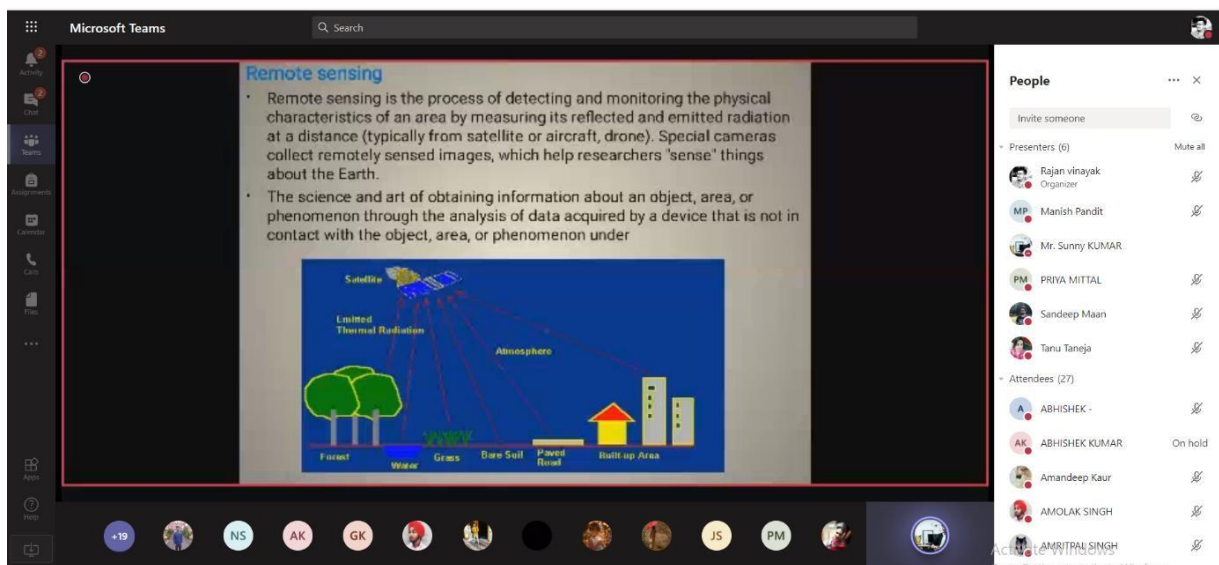 Microsoft Teams
Search
2
Activity
2
Chat
Teams
Assignments
Calendar
Calls
Files
Apps
Help
Remote sensing
• Remote sensing is the process of detecting and monitoring the physical
characteristics of an area by measuring its reflected and emitted radiation
at a distance (typically from satellite or aircraft, drone). Special cameras
collect remotely sensed images, which help researchers "sense" things
about the Earth.
• The science and art of obtaining information about an object, area, or
phenomenon through the analysis of data acquired by a device that is not in
contact with the object, area, or phenomenon under
Satellite
Emitted
Thermal Radiation
Atmosphere
Forest
Water
Grass
Bare Soil
Paved
Road
Built-up Area
+19
NS
AK
GK
JS
PM
People
Invite someone
Presenters (6) Mute all
Rajan vinayak
Organizer
MP Manish Pandit
Mr. Sunny KUMAR
PM PRIYA MITTAL
Sandeep Maan
Tanu Taneja
Attendees (27)
A ABHISHEK -
AK ABHISHEK KUMAR On hold
Amandeep Kaur
AMOLAK SINGH
AMRITPAL SINGH
Activate Windows